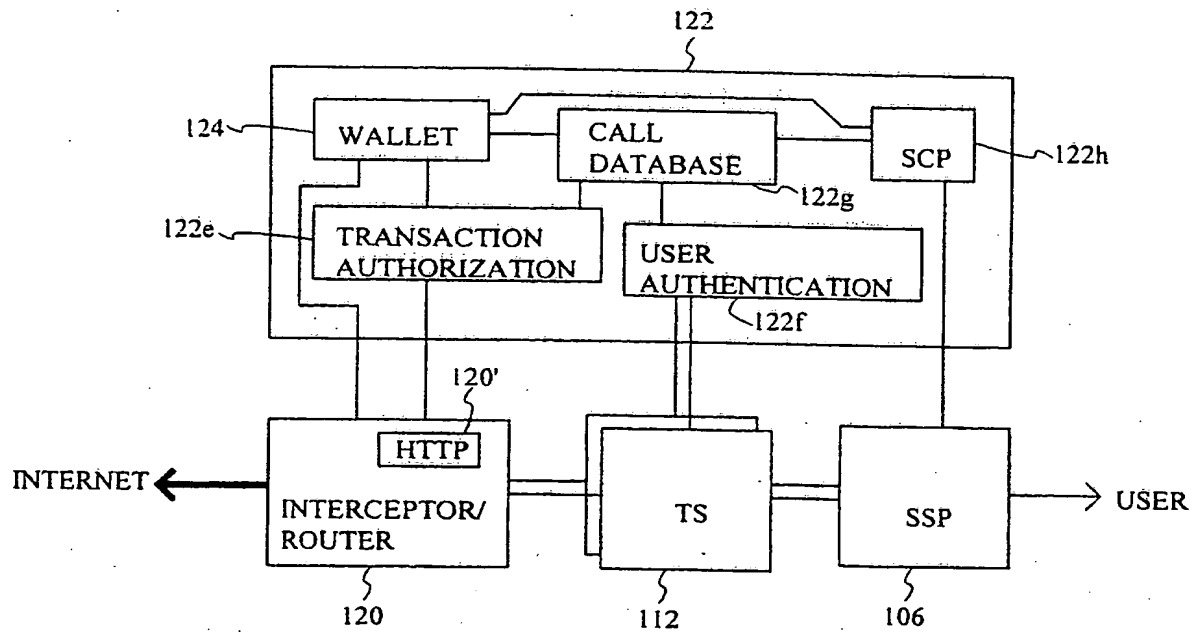 122
124
WALLET
CALL
DATABASE
SCP
122h
122g
122e
TRANSACTION
AUTHORIZATION
USER
AUTHENTICATION
122f
120'
HTTP
INTERNET
INTERCEPTOR/
ROUTER
TS
SSP
USER
120
112
106